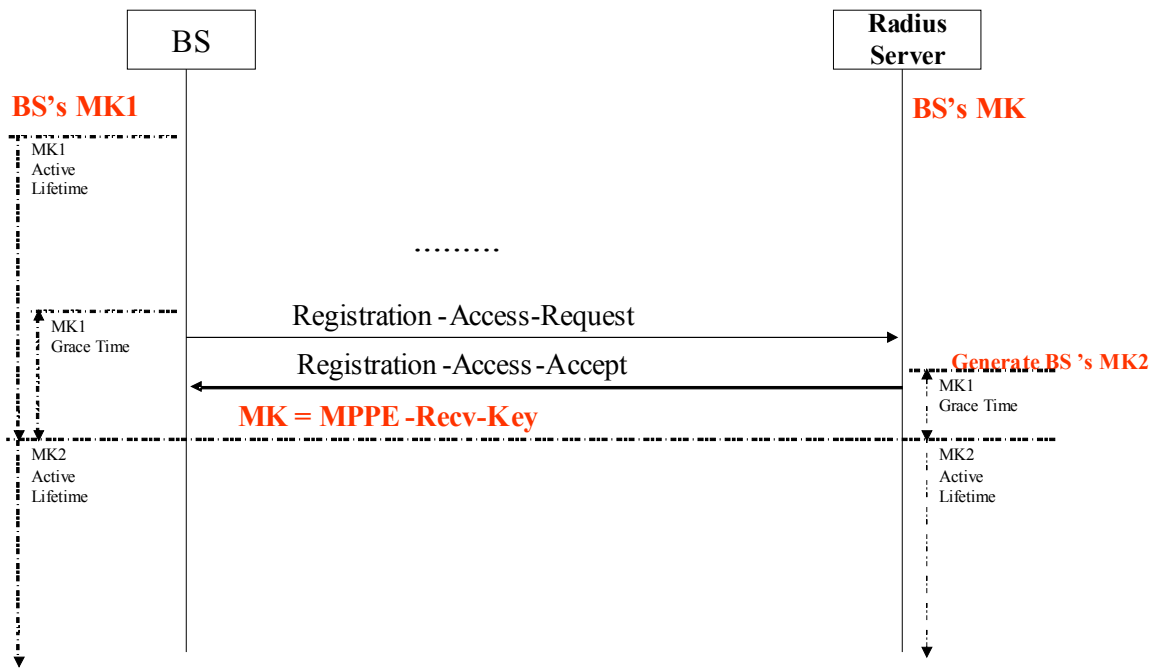 BS
Radius
Server
BS's MK1
BS's MK
MK1
Active
Lifetime
........
Registration -Access-Request
MK1
Grace Time
Registration -Access -Accept
Generate BS 's MK2
MK1
Grace Time
MK = MPPE -Recv-Key
MK2
Active
Lifetime
MK2
Active
Lifetime